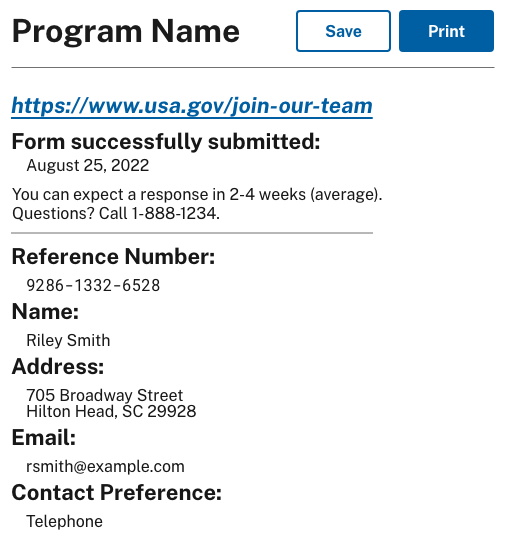 Program Name
Save
Print
https://www.usa.gov/join-our-team
Form successfully submitted:
August 25, 2022
You can expect a response in 2-4 weeks (average).
Questions? Call 1-888-1234.
Reference Number:
9286-1332-6528
Name:
Riley Smith
Address:
705 Broadway Street
Hilton Head, SC 29928
Email:
rsmith@example.com
Contact Preference:
Telephone